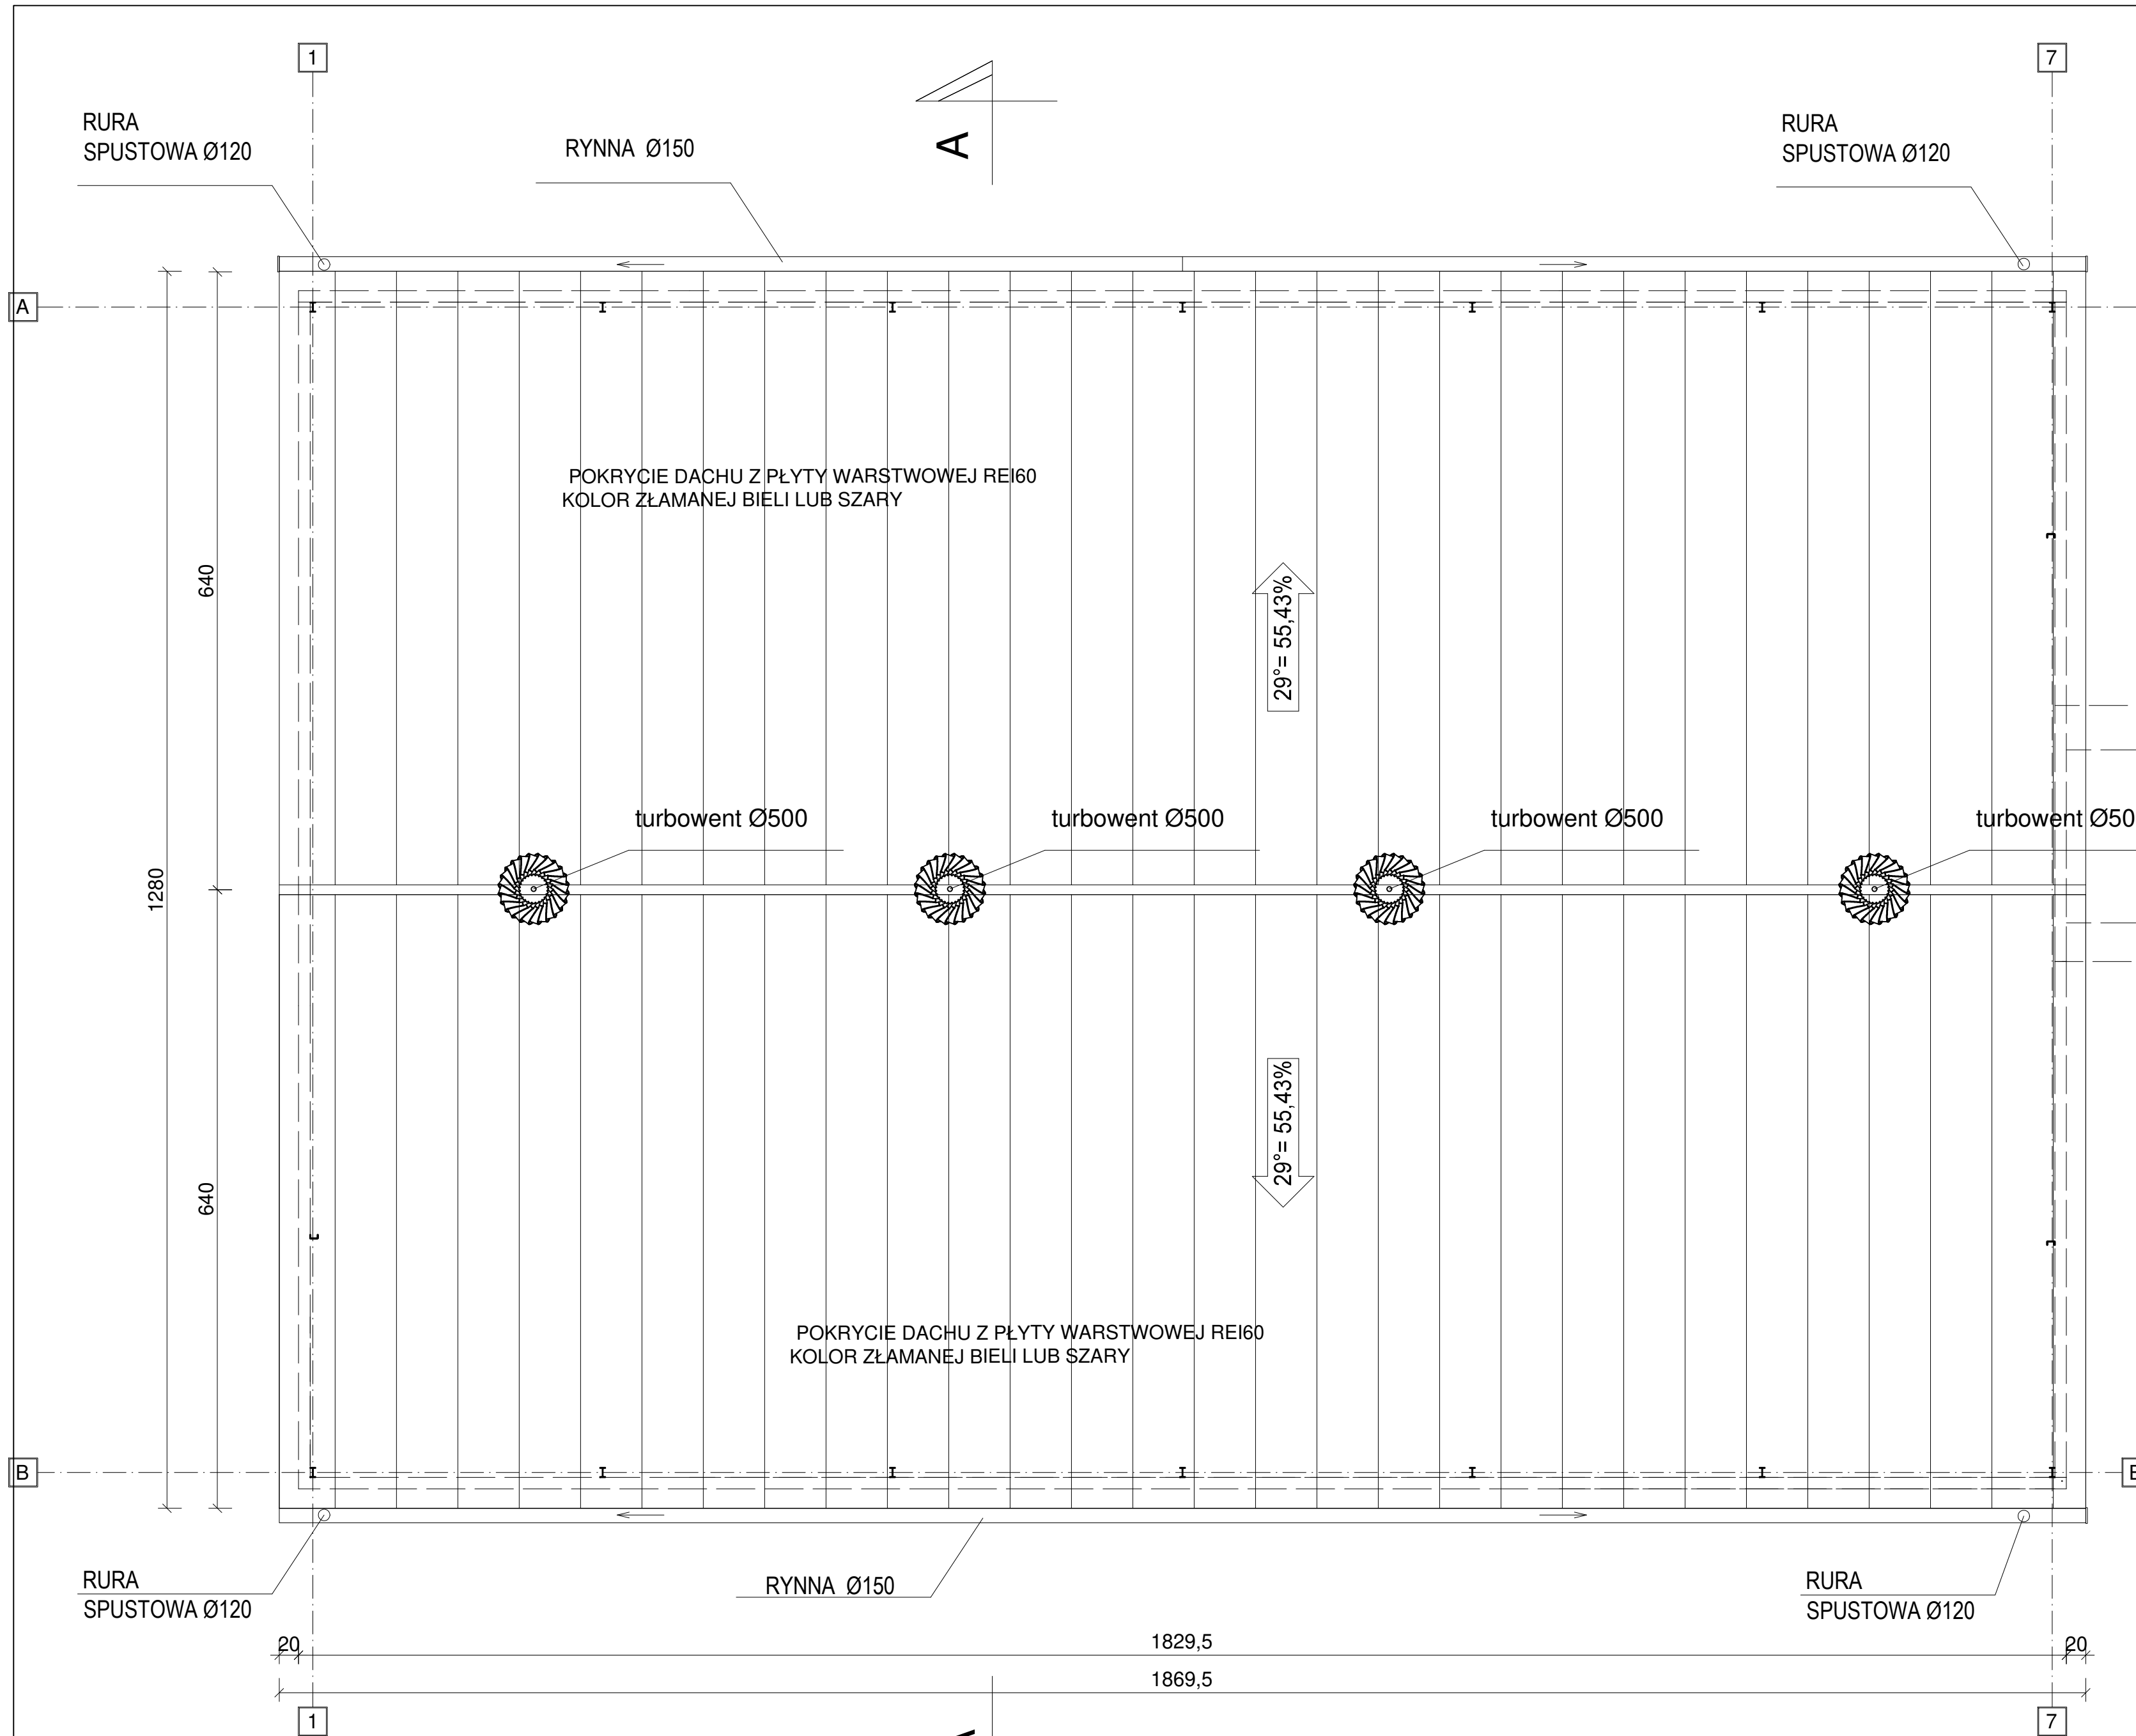 1
7
RURA
SPUSTOWA Ø120
RYNNA Ø150
A
RURA
SPUSTOWA Ø120
A
POKRYCIE DACHU Z PŁYTY WARSTWOWEJ REI60
KOLOR ZŁAMANEJ BIELI LUB SZARY
640
29°= 55,43%
turbowent Ø500
turbowent Ø500
turbowent Ø500
turbowent Ø50
1280
29°= 55,43%
640
POKRYCIE DACHU Z PŁYTY WARSTWOWEJ REI60
KOLOR ZŁAMANEJ BIELI LUB SZARY
B
RURA
SPUSTOWA Ø120
RYNNA Ø150
RURA
SPUSTOWA Ø120
20
1829,5
20
1869,5
1
7